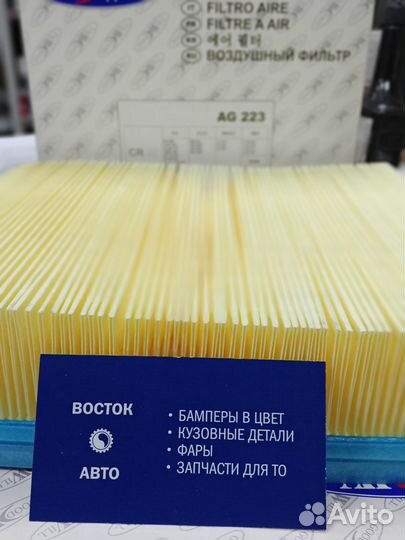 FILTRO AIRE
FILTRE A AIR
에어 필터
ВОЗДУШНЫЙ ФИЛЬТР
AG 223
CR
ВОСТОК
АВТО
• БАМПЕРЫ В ЦВЕТ
• КУЗОВНЫЕ ДЕТАЛИ
• ФАРЫ
• ЗАПЧАСТИ ДЛЯ ТО
Avito